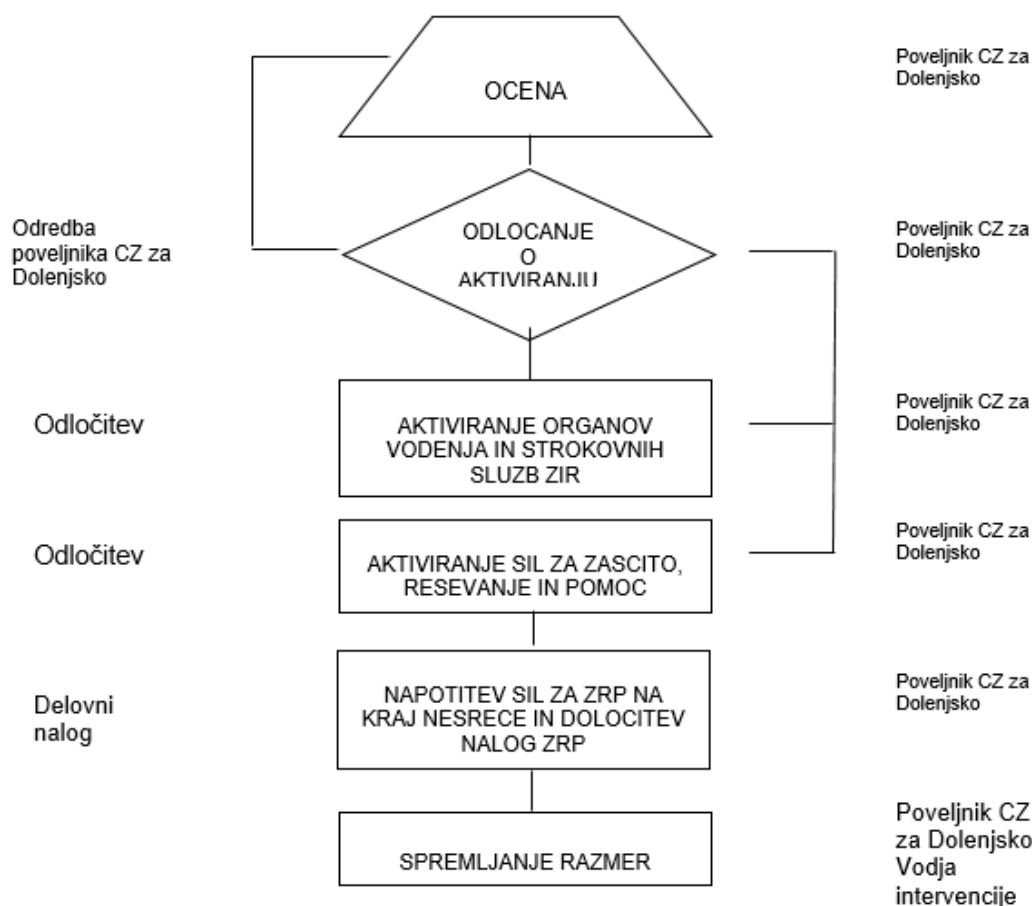 OCENA
Poveljnik CZ za
Dolenjsko
Odredba
poveljnika CZ za
Dolenjsko
ODLOCANJE
O
AKTIVIRANJU
Poveljnik CZ za
Dolenjsko
Odločitev
AKTIVIRANJE ORGANOV
VODENJA IN STROKOVNIH
SLUZB ZIR
Poveljnik CZ za
Dolenjsko
Odločitev
AKTIVIRANJE SIL ZA ZASCITO,
RESEVANJE IN POMOC
Poveljnik CZ za
Dolenjsko
Delovni
nalog
NAPOTITEV SIL ZA ZRP NA
KRAJ NESRECE IN DOLOCITEV
NALOG ZRP
Poveljnik CZ za
Dolenjsko
SPREMLJANJE RAZMER
Poveljnik CZ
za Dolenjsko
Vodja
intervencije